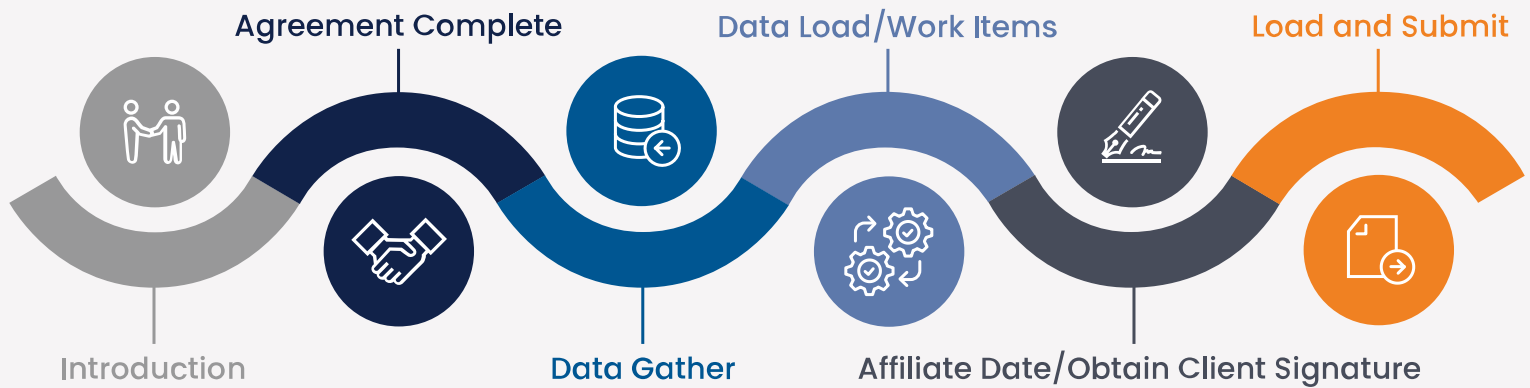 Agreement Complete
Data Load/Work Items
Load and Submit
Introduction
Data Gather
Affiliate Date/Obtain Client Signature